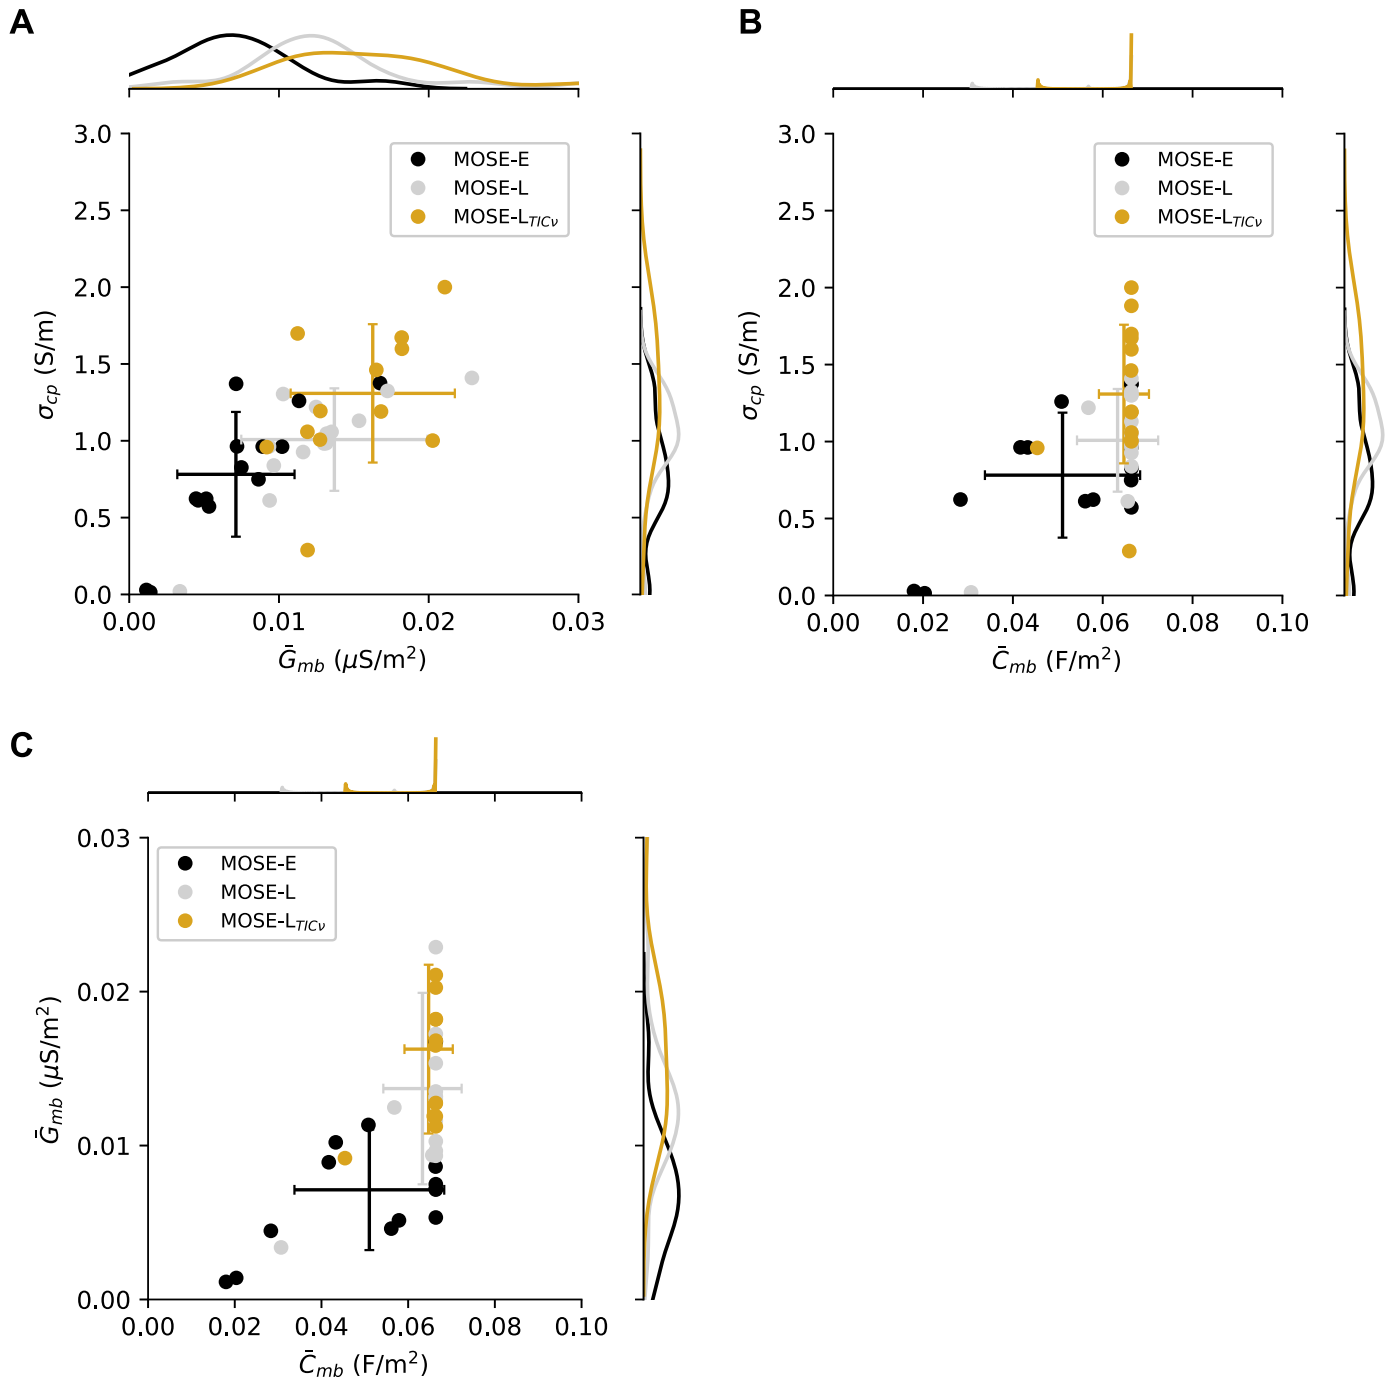 A
3.0
2.5
2.0
1.5
1.0
0.5
0.0
σcp (S/m)
0.00 0.01 0.02 0.03
Ḡmb (μS/m²)
MOSE-E
MOSE-L
MOSE-LTICν
B
3.0
2.5
2.0
1.5
1.0
0.5
0.0
σcp (S/m)
0.00 0.02 0.04 0.06 0.08 0.10
C̄mb (F/m²)
MOSE-E
MOSE-L
MOSE-LTICν
C
0.03
0.02
0.01
0.00
Ḡmb (μS/m²)
0.00 0.02 0.04 0.06 0.08 0.10
C̄mb (F/m²)
MOSE-E
MOSE-L
MOSE-LTICν